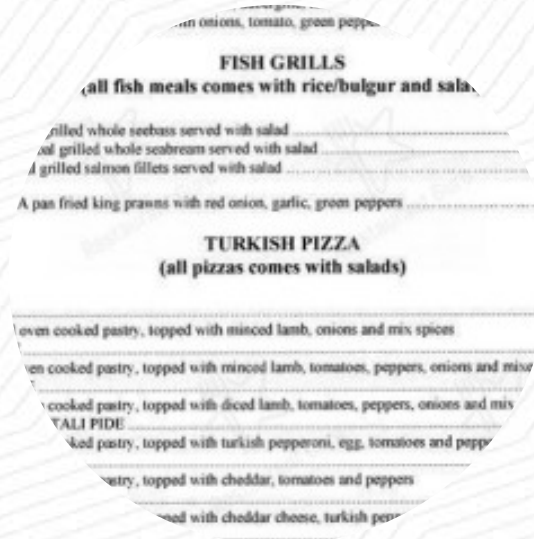 onions, tomato, green
FISH GRILLS
(all fish meals comes with rice/bulgur and
grilled whole seebass served with salad
grilled whole seabream served with salad
grilled salmon fillets served with salad
A pan fried king prawns with red onion, garlic, green peppers
TURKISH PIZZA
(all pizzas comes with salads)
oven cooked pastry, topped with minced lamb, onions and mix spices
cooked pastry, topped with minced lamb, tomatoes, peppers, onions and
cooked pastry, topped with diced lamb, tomatoes, peppers, onions and mix
PIDE
pastry, topped with turkish pepperoni, egg, tomatoes and
topped with cheddar, tomatoes and peppers
with cheddar cheese, turkish